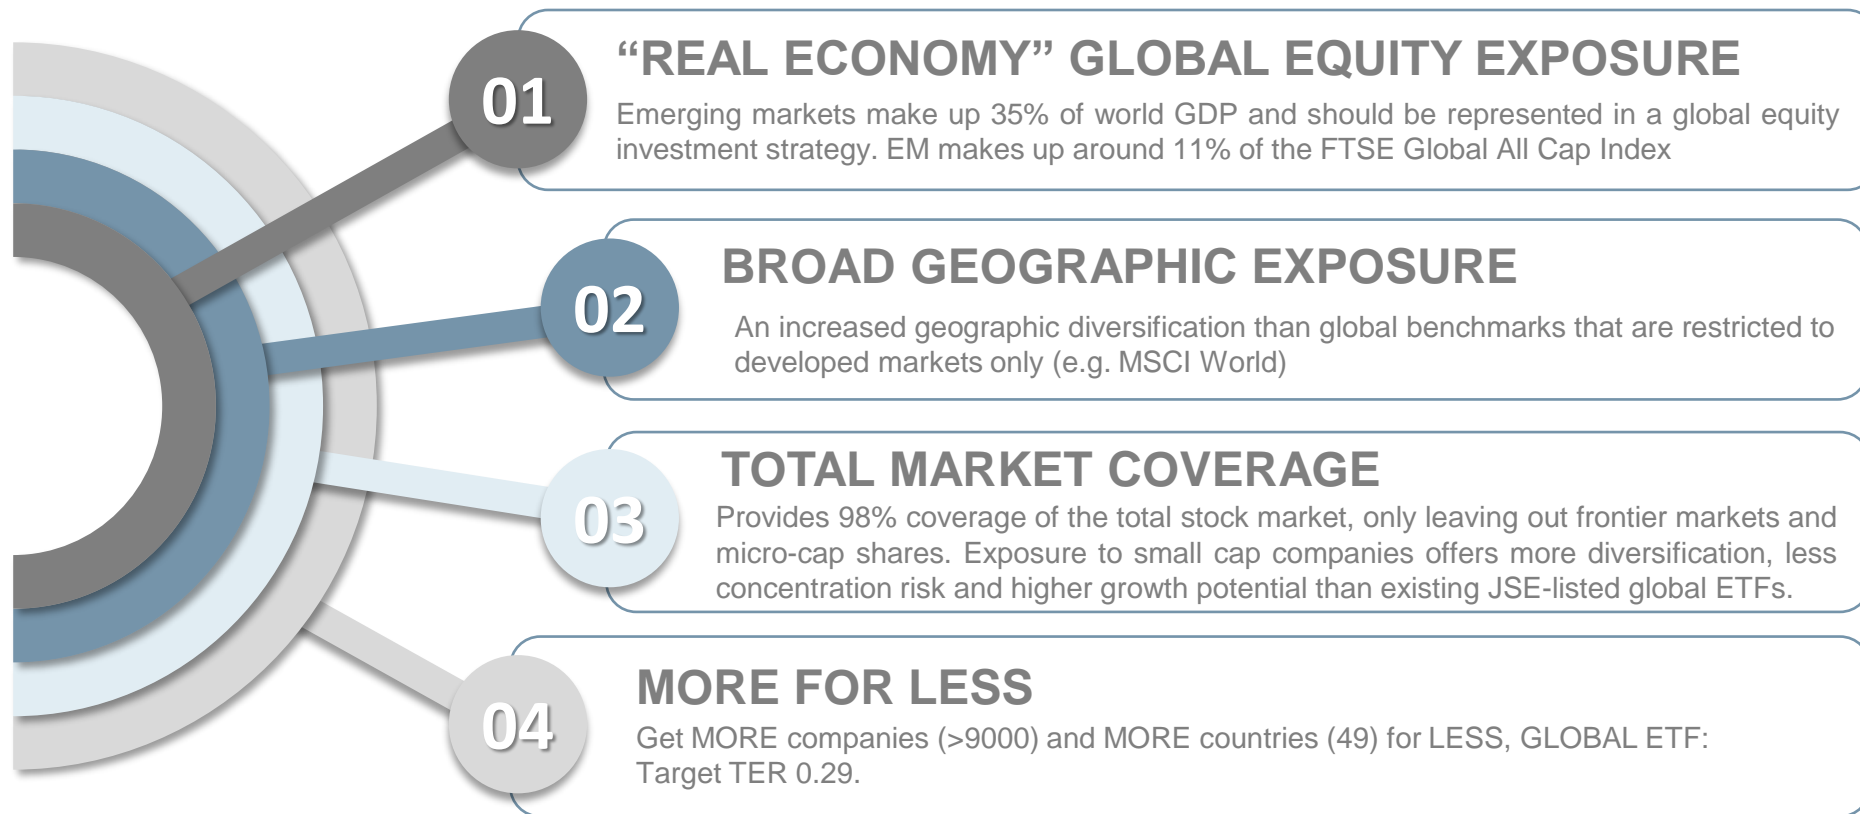 01
“REAL ECONOMY” GLOBAL EQUITY EXPOSURE
Emerging markets make up 35% of world GDP and should be represented in a global equity
investment strategy. EM makes up around 11% of the FTSE Global All Cap Index
02
BROAD GEOGRAPHIC EXPOSURE
An increased geographic diversification than global benchmarks that are restricted to
developed markets only (e.g. MSCI World)
03
TOTAL MARKET COVERAGE
Provides 98% coverage of the total stock market, only leaving out frontier markets and
micro-cap shares. Exposure to small cap companies offers more diversification, less
concentration risk and higher growth potential than existing JSE-listed global ETFs.
04
MORE FOR LESS
Get MORE companies (>9000) and MORE countries (49) for LESS, GLOBAL ETF:
Target TER 0.29.